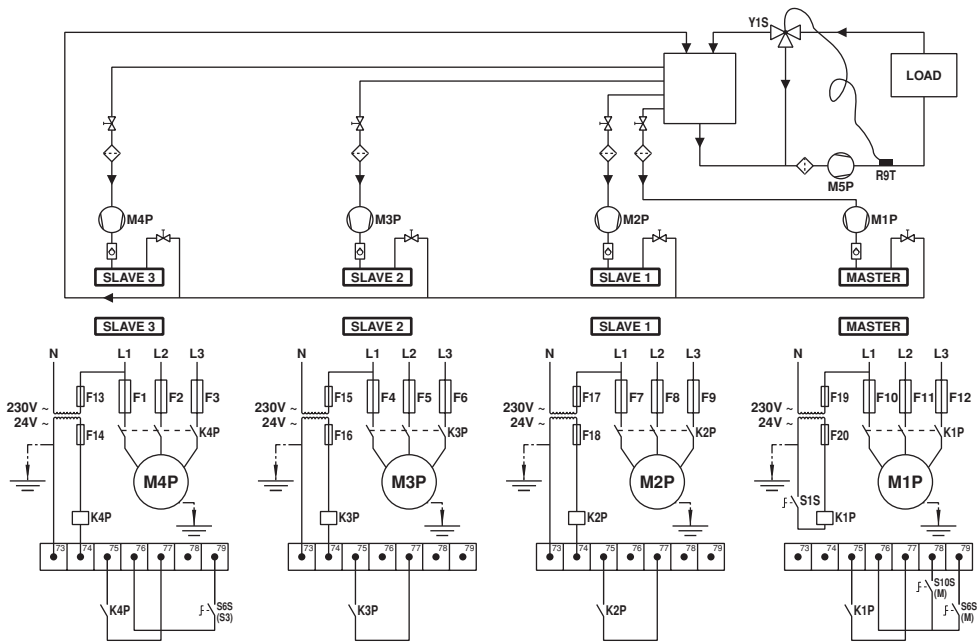 Y1S
LOAD
M5P
R9T
M4P
M3P
M2P
M1P
SLAVE 3
SLAVE 2
SLAVE 1
MASTER
SLAVE 3
SLAVE 2
SLAVE 1
MASTER
N L1 L2 L3
N L1 L2 L3
N L1 L2 L3
N L1 L2 L3
F13 F1 F2 F3
F15 F4 F5 F6
F17 F7 F8 F9
F19 F10 F11 F12
230V ~
24V ~
230V ~
24V ~
230V ~
24V ~
230V ~
24V ~
F14 K4P
F16 K3P
F18 K2P
F20 K1P
M4P
M3P
M2P
M1P
S1S
K4P
K3P
K2P
K1P
73 74 75 76 77 78 79
73 74 75 76 77 78 79
73 74 75 76 77 78 79
73 74 75 76 77 78 79
K4P
S6S
(S3)
K3P
K2P
K1P
S10S
(M)
S6S
(M)